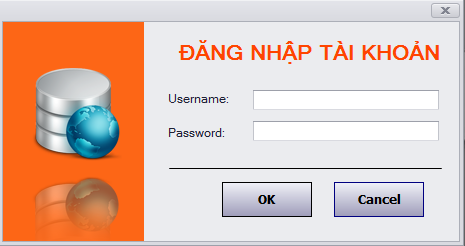 ĐĂNG NHẬP TÀI KHOẢN
Username:
Password:
OK Cancel